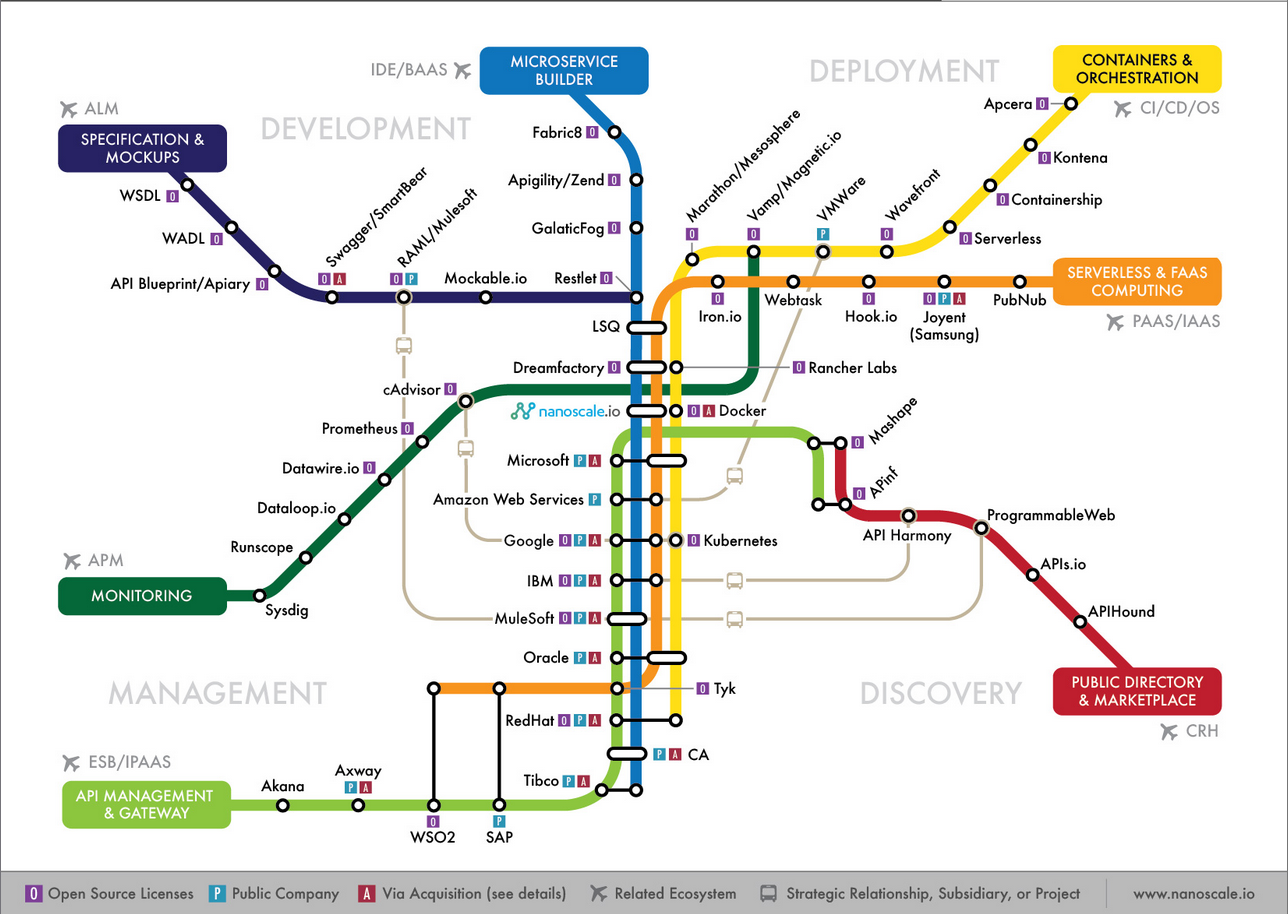 IDE/BAAS
MICROSERVICE
BUILDER
DEPLOYMENT
CONTAINERS &
ORCHESTRATION
CI/CD/OS
ALM
SPECIFICATION &
MOCKUPS
DEVELOPMENT
WSDL O
WADL O
API Blueprint/Apiary O
Swagger/SmartBear
O A
RAML/Mulesoft
O P
Mockable.io
Fabric8 O
Apigility/Zend O
GalaticFog O
Restlet O
LSQ
Dreamfactory O
nanoscale.io
Marathon/Mesosphere
O
Vamp/Magnetic.io
O
VMWare
P
Wavefront
O
Apcera O
O Kontena
O Containership
O Serverless
SERVERLESS & FAAS
COMPUTING
PAAS/IAAS
O
Iron.io
Webtask
O
Hook.io
O P A
Joyent
(Samsung)
PubNub
O Rancher Labs
O A Docker
cAdvisor O
Prometheus O
Datawire.io O
Dataloop.io
Runscope
Sysdig
APM
MONITORING
Microsoft P A
Amazon Web Services P
Google O P A
O Kubernetes
IBM O P A
MuleSoft O P A
Oracle P A
O Tyk
RedHat O P A
P A CA
Tibco P A
O Mashape
O APinf
API Harmony
ProgrammableWeb
APIs.io
APIHound
PUBLIC DIRECTORY
& MARKETPLACE
CRH
MANAGEMENT
DISCOVERY
ESB/IPAAS
API MANAGEMENT
& GATEWAY
Akana
Axway
P A
O
WSO2
P
SAP
O Open Source Licenses
P Public Company
A Via Acquisition (see details)
Related Ecosystem
Strategic Relationship, Subsidiary, or Project
www.nanoscale.io